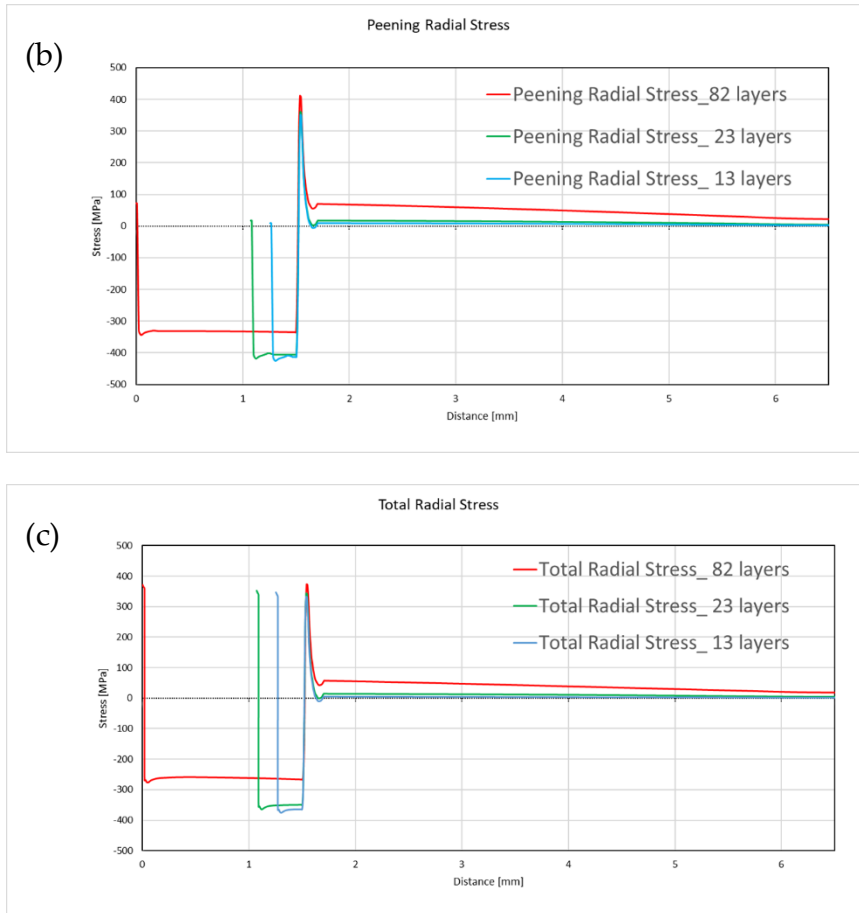 Peening Radial Stress
(b)
500
400
300
200
100
0
-100
-200
-300
-400
-500
Stress [MPa]
Peening Radial Stress_82 layers
Peening Radial Stress_ 23 layers
Peening Radial Stress_ 13 layers
0 1 2 3 4 5 6
Distance [mm]
Total Radial Stress
(c)
500
400
300
200
100
0
-100
-200
-300
-400
-500
Stress [MPa]
Total Radial Stress_ 82 layers
Total Radial Stress_ 23 layers
Total Radial Stress_ 13 layers
0 1 2 3 4 5 6
Distance [mm]